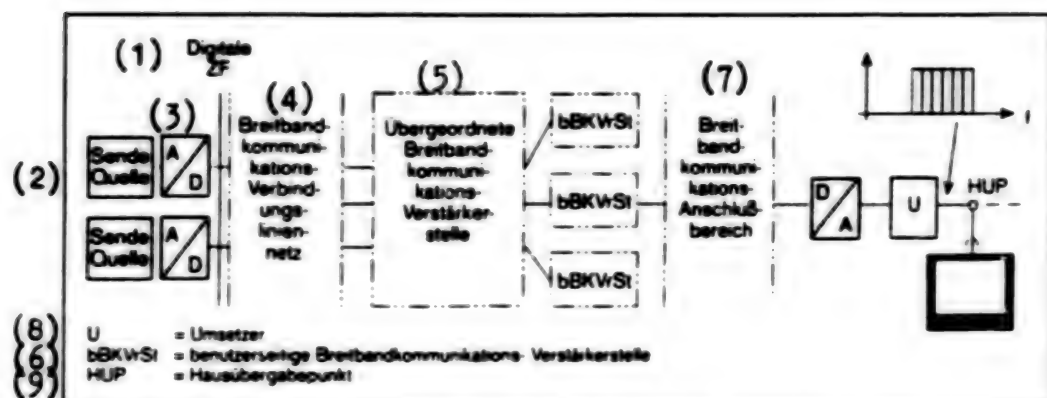 (1) Digitale
ZF
(2)
(3)
Sende-
Quelle
A
D
Sende-
Quelle
A
D
(4)
Breitband-
kommuni-
kations-
Verbind-
ungs-
linien-
netz
(5)
Übergeordnete
Breitband-
kommuni-
kations-
Verstärker-
stelle
bBKVrSt
bBKVrSt
bBKVrSt
(7)
Breit-
bandkom-
muni-
kations-
Anschluß-
bereich
D
A
U
HUP
f
(8) U = Umsetzer
(6) bBKVrSt = benutzerseitige Breitbandkommunikations- Verstärkerstelle
(9) HUP = Hausübergabepunkt